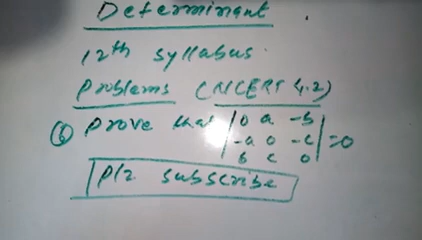 Determinant
12th syllabus
Problems (NCERT 4.2)
⑥ Prove that |0 a -b|
|-a 0 -c| =0
|b c 0|
Plz subscribe